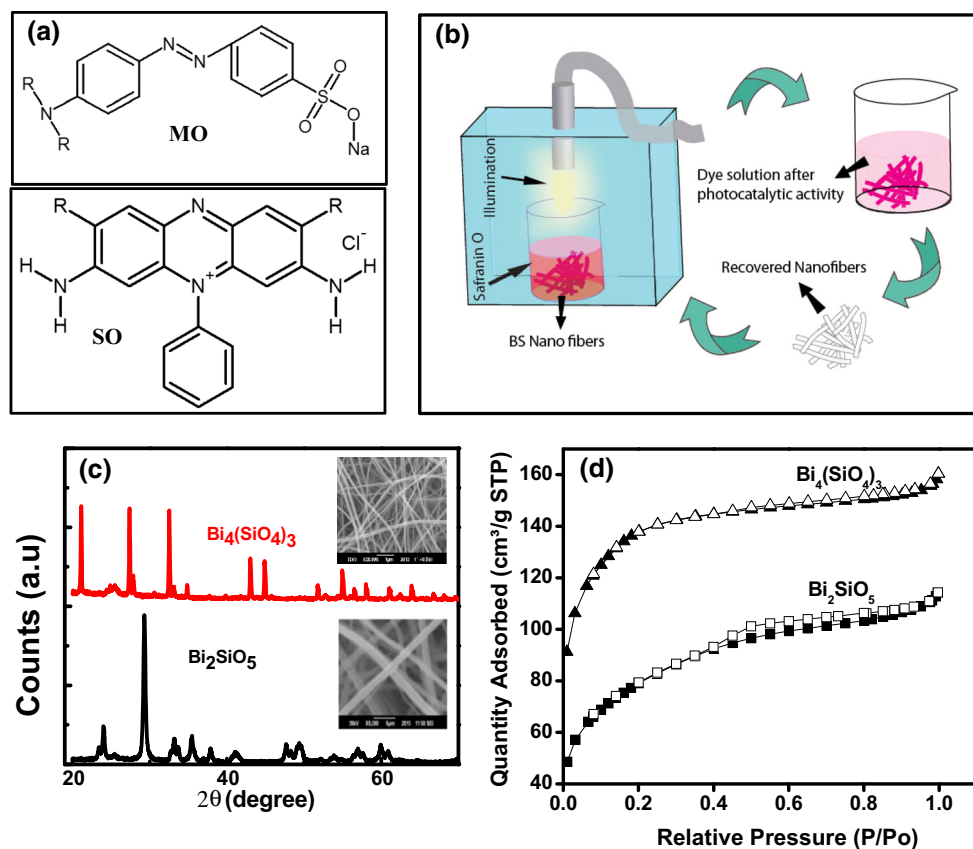 (a)
N
N
R
N
R
MO
O
S
O
O
Na
R
N
R
Cl⁻
H
N
H
N⁺
H
N
H
SO
(b)
Illumination
Safranin O
BS Nano fibers
Dye solution after
photocatalytic activity
Recovered Nanofibers
(c)
Counts (a.u)
Bi₄(SiO₄)₃
Bi₂SiO₅
20
40
60
2θ (degree)
(d)
Quantity Adsorbed (cm³/g STP)
160
140
120
100
80
60
40
Bi₄(SiO₄)₃
Bi₂SiO₅
0.0
0.2
0.4
0.6
0.8
1.0
Relative Pressure (P/Po)